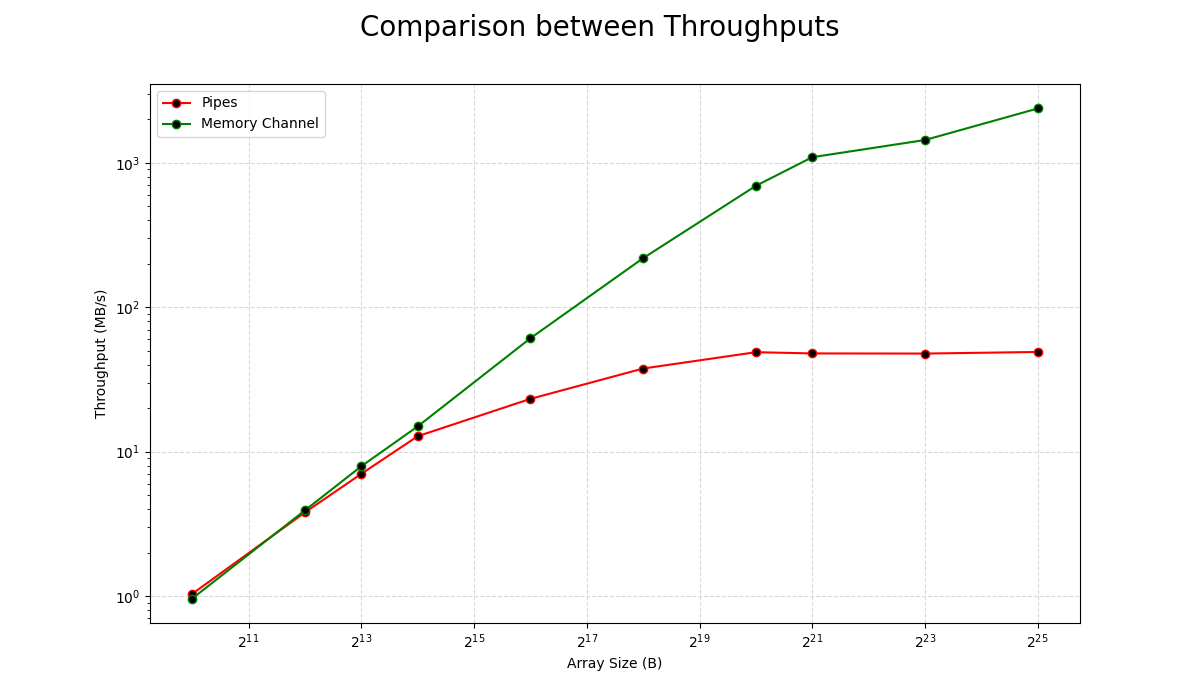 Comparison between Throughputs
Pipes
Memory Channel
Throughput (MB/s)
10³
10²
10¹
10⁰
2¹¹ 2¹³ 2¹⁵ 2¹⁷ 2¹⁹ 2²¹ 2²³ 2²⁵
Array Size (B)